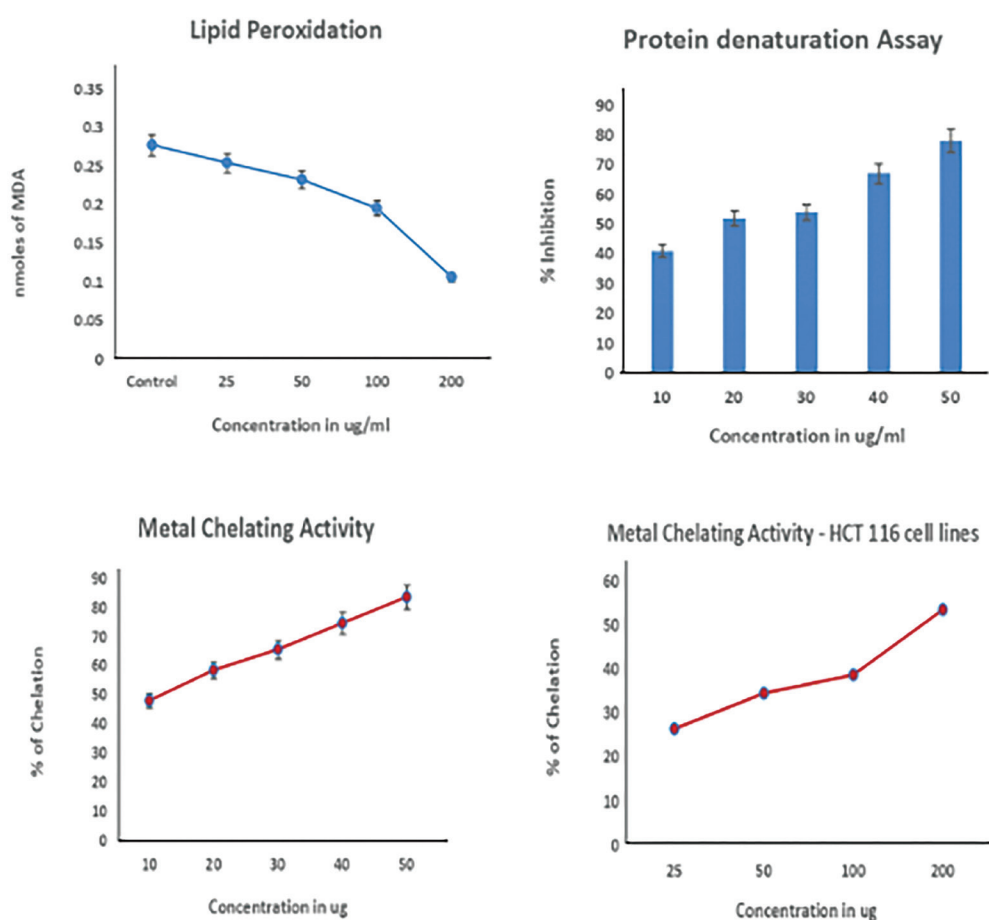 Lipid Peroxidation
nmoles of MDA
0.35
0.3
0.25
0.2
0.15
0.1
0.05
0
Control 25 50 100 200
Concentration in ug/ml
Protein denaturation Assay
% Inhibition
90
80
70
60
50
40
30
20
10
0
10 20 30 40 50
Concentration in ug/ml
Metal Chelating Activity
% of Chelation
90
80
70
60
50
40
30
20
10
0
10 20 30 40 50
Concentration in ug
Metal Chelating Activity - HCT 116 cell lines
% of Chelation
60
50
40
30
20
10
0
25 50 100 200
Concentration in ug